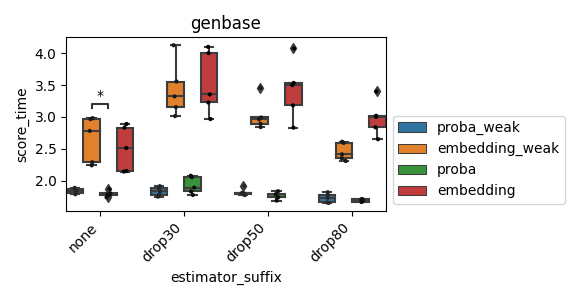 genbase
4.0
3.5
3.0
2.5
2.0
score_time
*
none
drop30
drop50
drop80
estimator_suffix
proba_weak
embedding_weak
proba
embedding